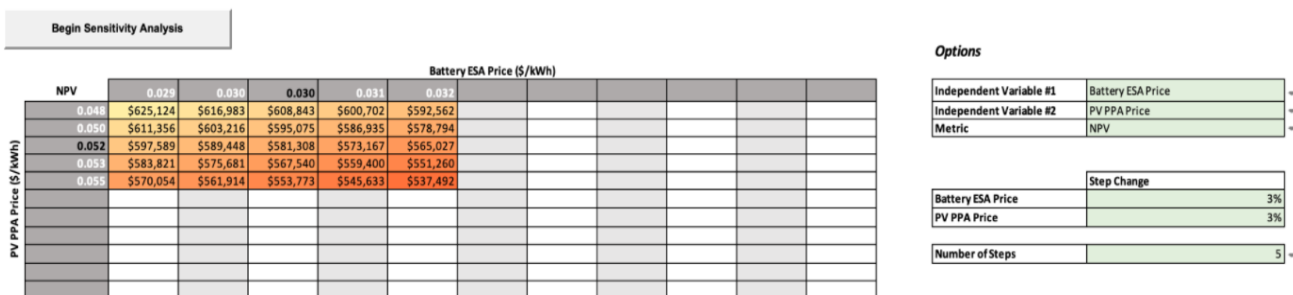 Begin Sensitivity Analysis
Options
Battery ESA Price ($/kWh)
NPV 0.029 0.030 0.030 0.031 0.032
0.048 $625,124 $616,983 $608,843 $600,702 $592,562
0.050 $611,356 $603,216 $595,075 $586,935 $578,794
0.052 $597,589 $589,448 $581,308 $573,167 $565,027
0.053 $583,821 $575,681 $567,540 $559,400 $551,260
0.055 $570,054 $561,914 $553,773 $545,633 $537,492
PV PPA Price ($/kWh)
Independent Variable #1 Battery ESA Price
Independent Variable #2 PV PPA Price
Metric NPV
Step Change
Battery ESA Price 3%
PV PPA Price 3%
Number of Steps 5